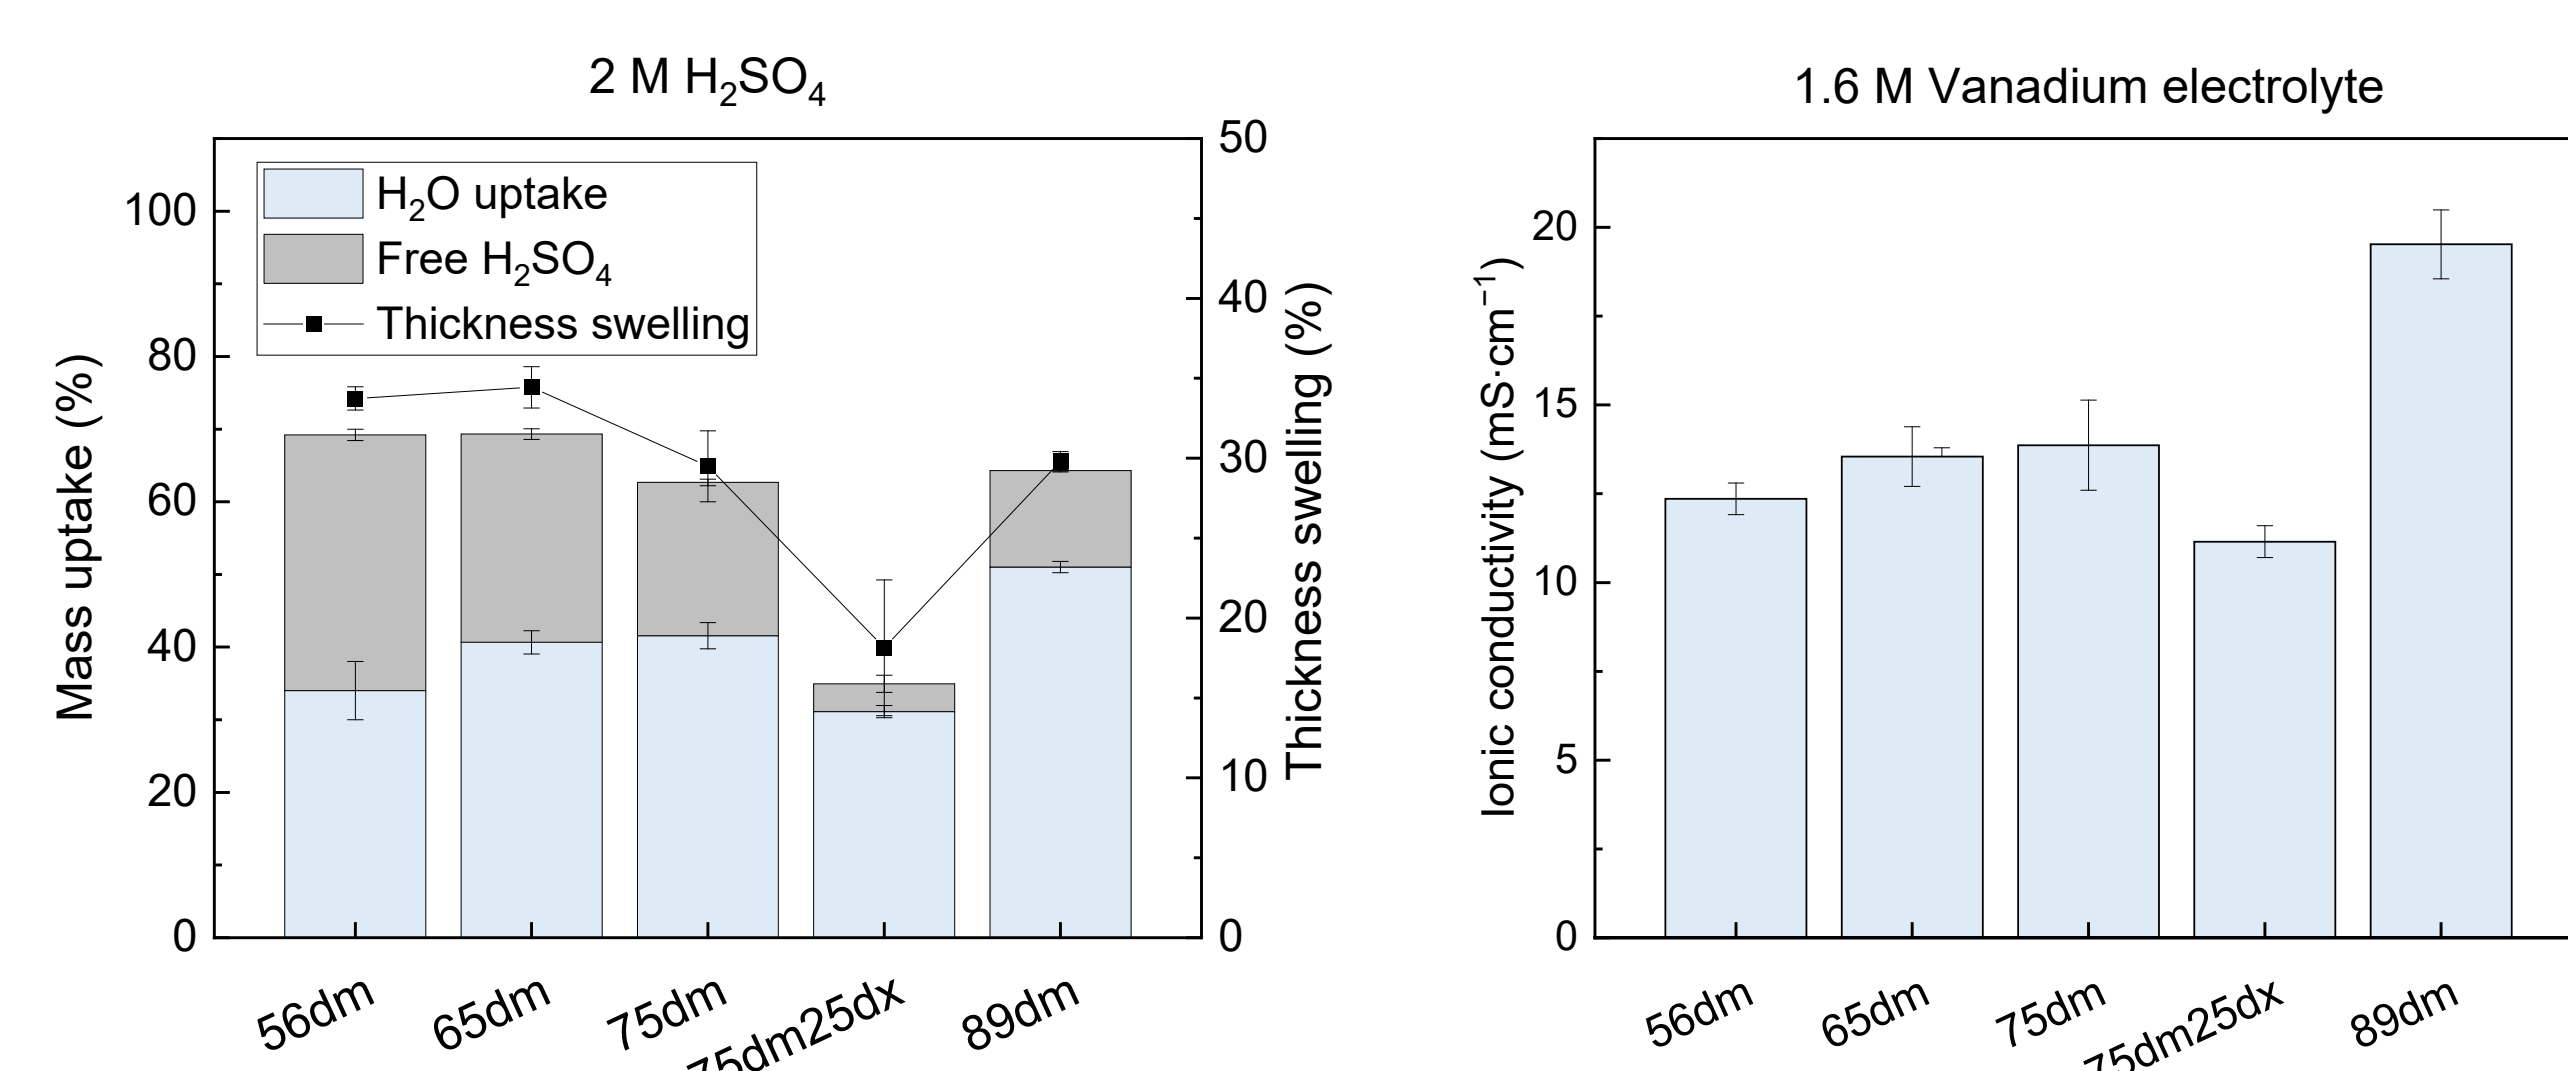 2 M H₂SO₄
H₂O uptake
Free H₂SO₄
Thickness swelling
Mass uptake (%)
100
80
60
40
20
0
50
40
30
20
10
0
Thickness swelling (%)
56dm
65dm
75dm
75dm25dx
89dm
1.6 M Vanadium electrolyte
Ionic conductivity (mS·cm⁻¹)
20
15
10
5
0
56dm
65dm
75dm
75dm25dx
89dm